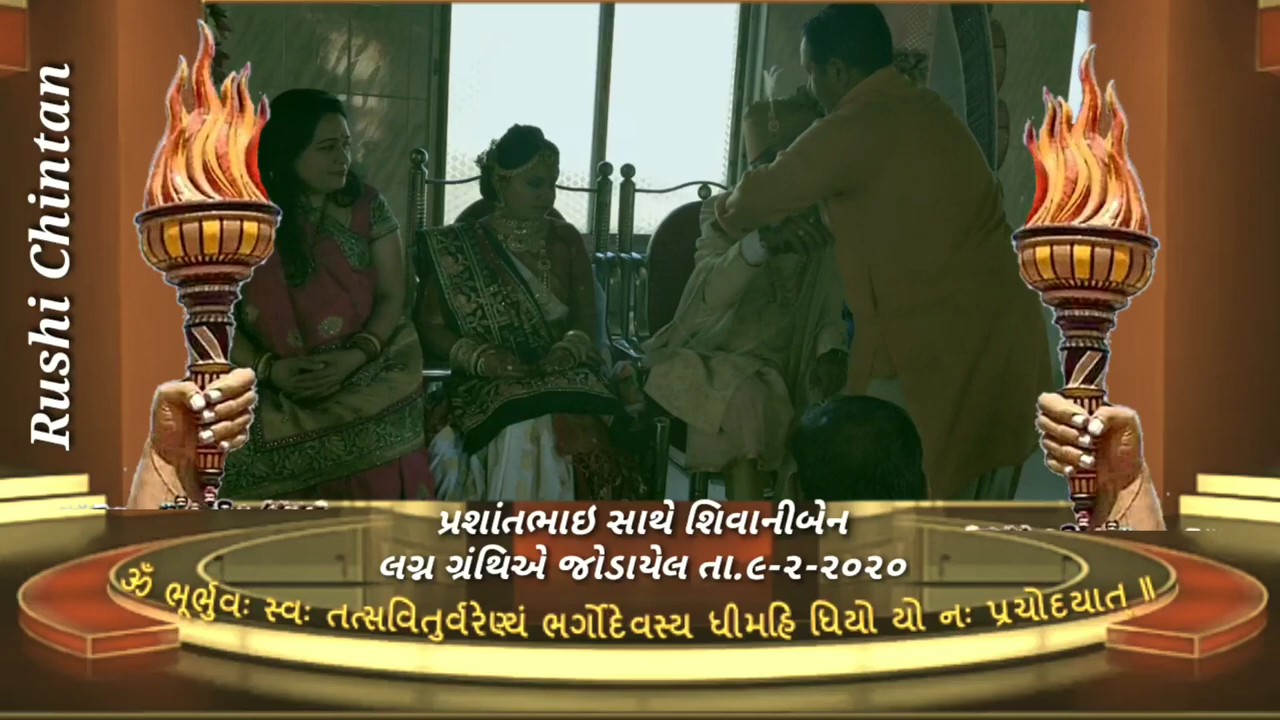 Rushi Chintan
પ્રશાંતભાઇ સાથે શિવાનીબેન
લગ્ન ગ્રંથિએ જોડાયેલ તા.૯-૨-૨૦૨૦
ॐ ભૂર્ભુવઃ સ્વઃ તત્સવિતુર્વરેણ્યં ભર્ગોદેવસ્ય ધીમહિ ધિયો યો નઃ પ્રચોદયાત ॥